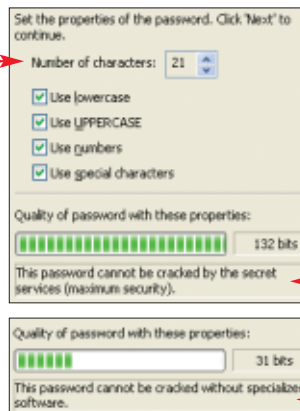 Set the properties of the password. Click 'Next' to
continue.
Number of characters: 21
Use lowercase
Use UPPERCASE
Use numbers
Use special characters
Quality of password with these properties:
132 bits
This password cannot be cracked by the secret
services (maximum security).
Quality of password with these properties:
31 bits
This password cannot be cracked without specialized
software.